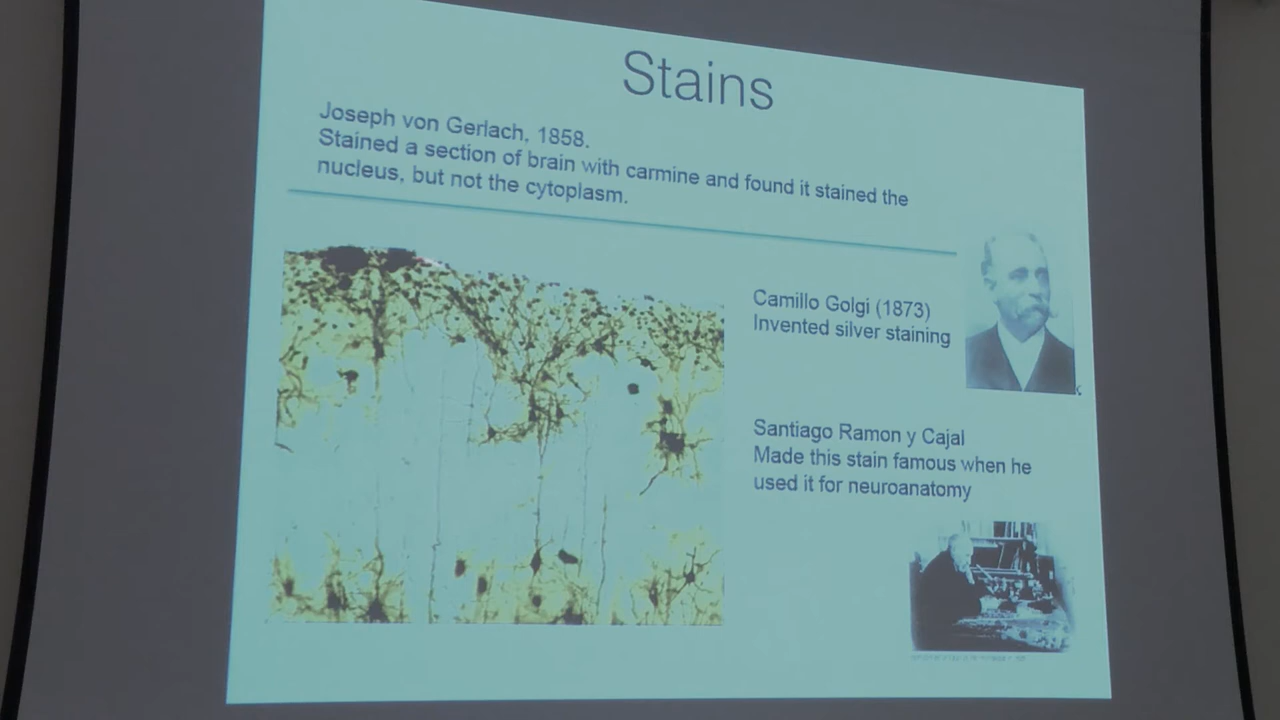 Stains
Joseph von Gerlach, 1858.
Stained a section of brain with carmine and found it stained the
nucleus, but not the cytoplasm.
Camillo Golgi (1873)
Invented silver staining
Santiago Ramon y Cajal
Made this stain famous when he
used it for neuroanatomy